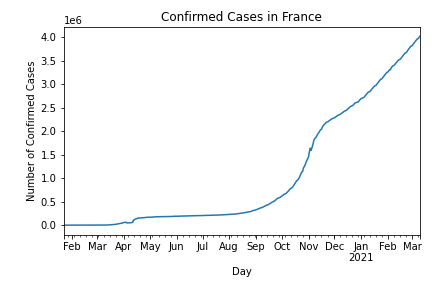 Confirmed Cases in France
1e6
4.0
3.5
3.0
2.5
2.0
1.5
1.0
0.5
0.0
Number of Confirmed Cases
Feb Mar Apr May Jun Jul Aug Sep Oct Nov Dec Jan Feb Mar
2021
Day